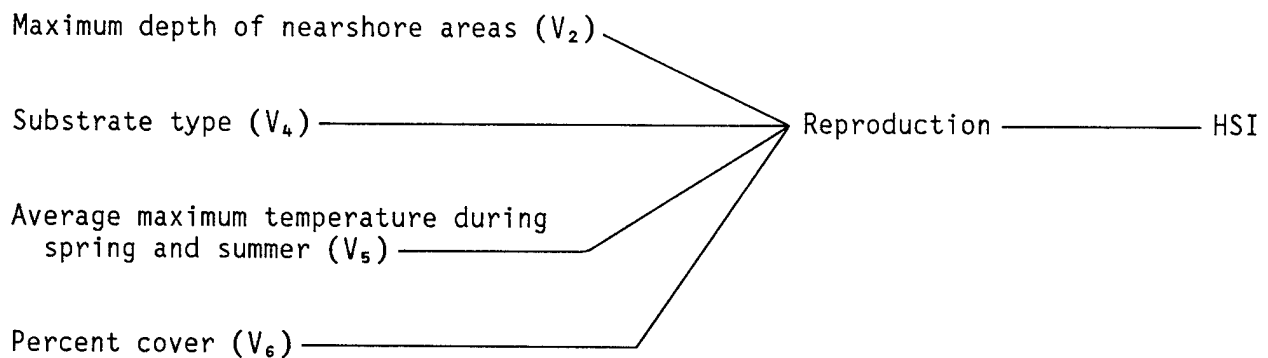 Maximum depth of nearshore areas (V₂)
Substrate type (V₄)
Reproduction
HSI
Average maximum temperature during
spring and summer (V₅)
Percent cover (V₆)